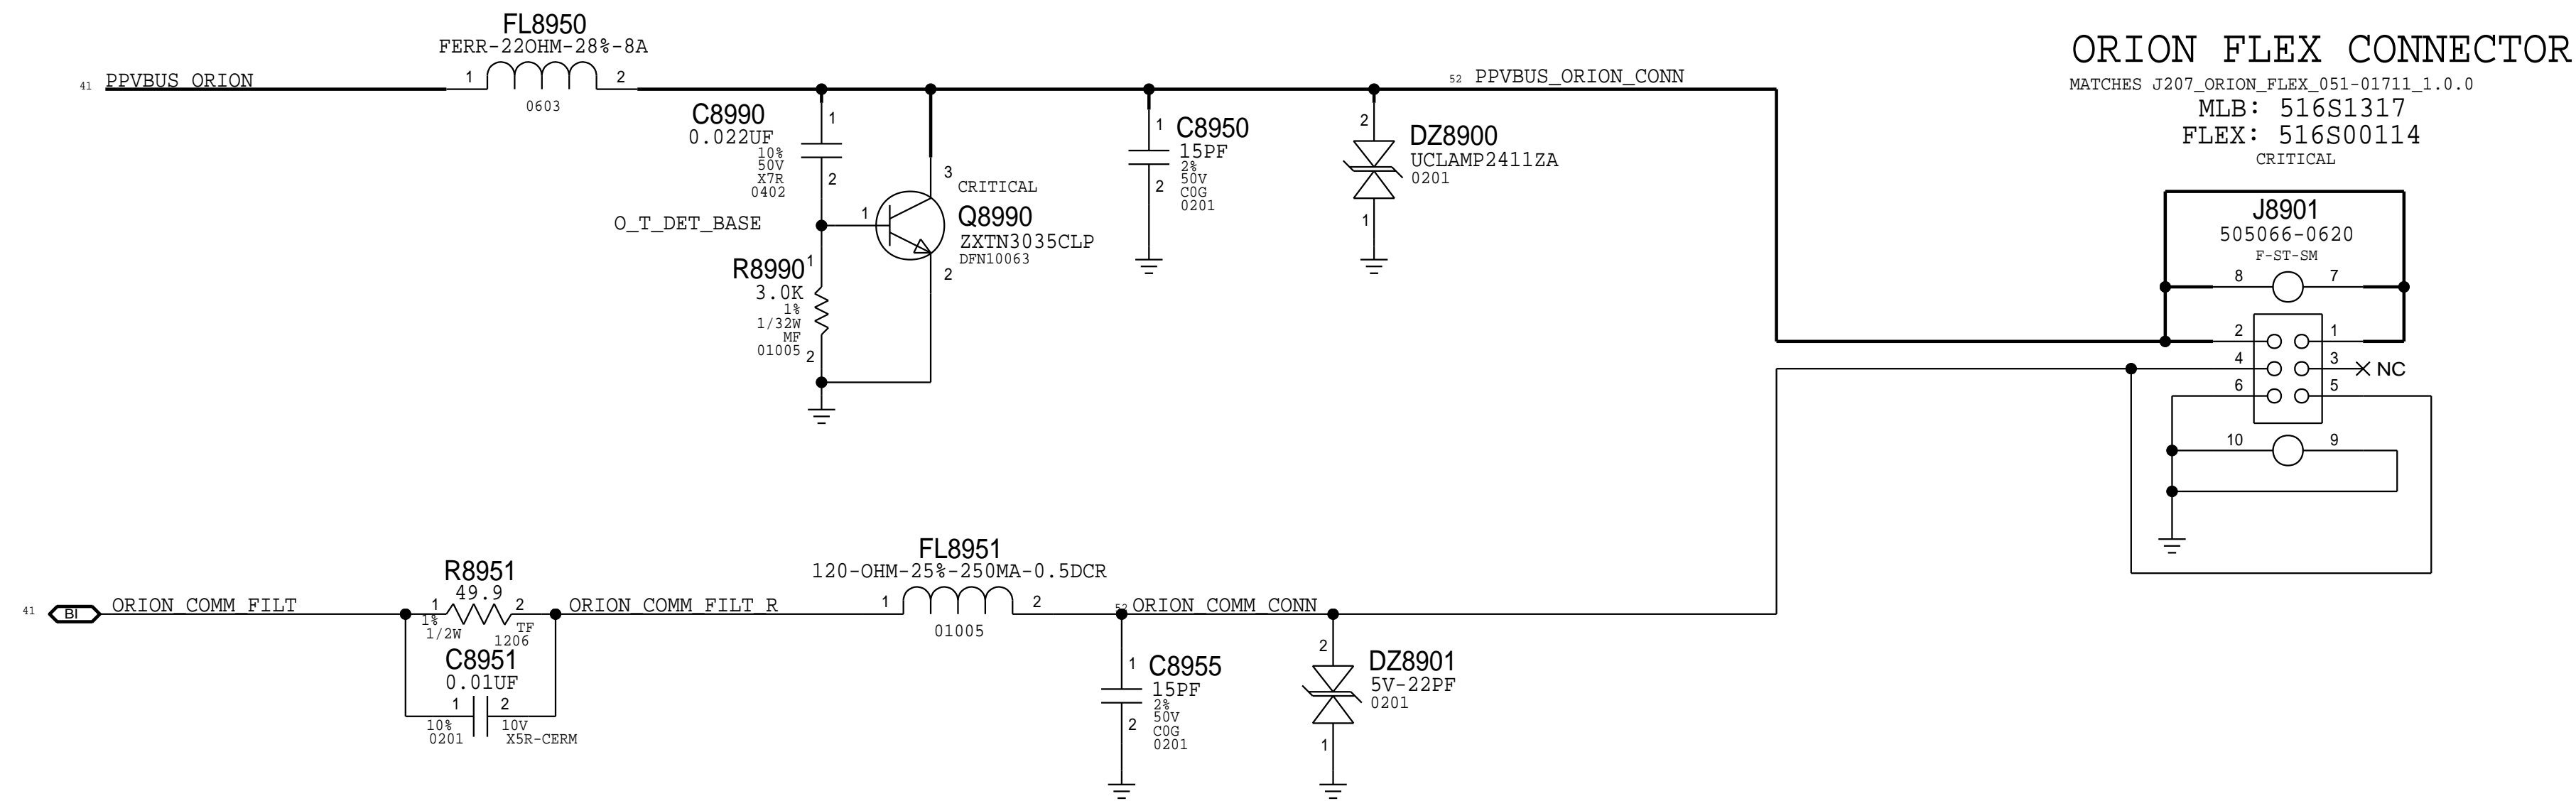 FL8950
FERR-22OHM-28%-8A
41 PPVBUS_ORION
1 2
0603
52 PPVBUS_ORION_CONN
ORION FLEX CONNECTOR
MATCHES J207_ORION_FLEX_051-01711_1.0.0
MLB: 516S1317
FLEX: 516S00114
CRITICAL
C8990
0.022UF
10%
50V
X7R
0402
1
2
O_T_DET_BASE
1
3
CRITICAL
Q8990
ZXTN3035CLP
DFN10063
2
R8990
3.0K
1%
1/32W
MF
01005
1
2
1
C8950
15PF
2%
50V
C0G
0201
2
2
DZ8900
UCLAMP2411ZA
0201
1
J8901
505066-0620
F-ST-SM
8 7
2 1
4 3 NC
6 5
10 9
41 BI ORION_COMM_FILT
R8951
49.9
1 2
1%
1/2W
TF
1206
ORION_COMM_FILT_R
C8951
0.01UF
1 2
10% 10V
0201 X5R-CERM
FL8951
120-OHM-25%-250MA-0.5DCR
1 2
01005
52 ORION_COMM_CONN
1
C8955
15PF
2%
50V
C0G
0201
2
2
DZ8901
5V-22PF
0201
1